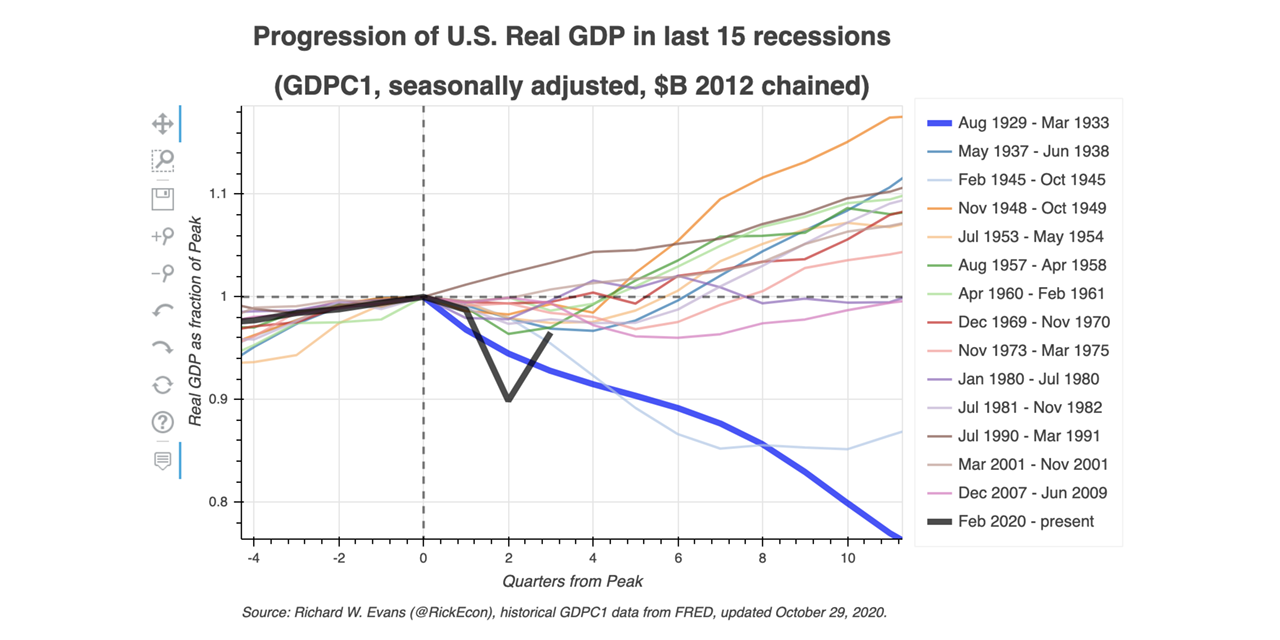 Progression of U.S. Real GDP in last 15 recessions
(GDPC1, seasonally adjusted, $B 2012 chained)
Real GDP as fraction of Peak
1.1
1
0.9
0.8
-4
-2
0
2
4
6
8
10
Quarters from Peak
Aug 1929 - Mar 1933
May 1937 - Jun 1938
Feb 1945 - Oct 1945
Nov 1948 - Oct 1949
Jul 1953 - May 1954
Aug 1957 - Apr 1958
Apr 1960 - Feb 1961
Dec 1969 - Nov 1970
Nov 1973 - Mar 1975
Jan 1980 - Jul 1980
Jul 1981 - Nov 1982
Jul 1990 - Mar 1991
Mar 2001 - Nov 2001
Dec 2007 - Jun 2009
Feb 2020 - present
Source: Richard W. Evans (@RickEcon), historical GDPC1 data from FRED, updated October 29, 2020.